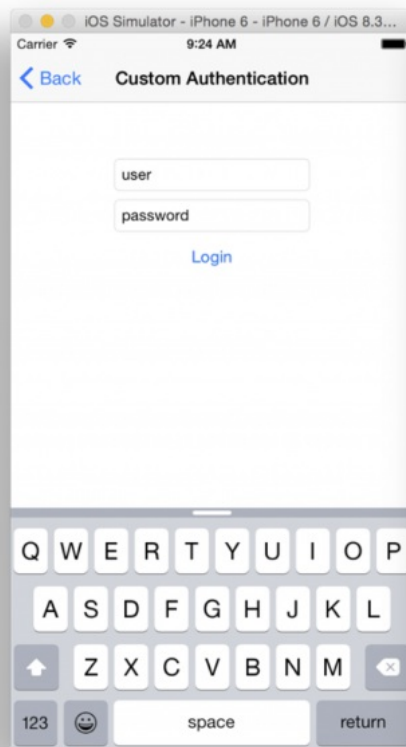 iOS Simulator - iPhone 6 - iPhone 6 / iOS 8.3...
Carrier 9:24 AM
Back Custom Authentication
user
password
Login
Q W E R T Y U I O P
A S D F G H J K L
Z X C V B N M
123 space return